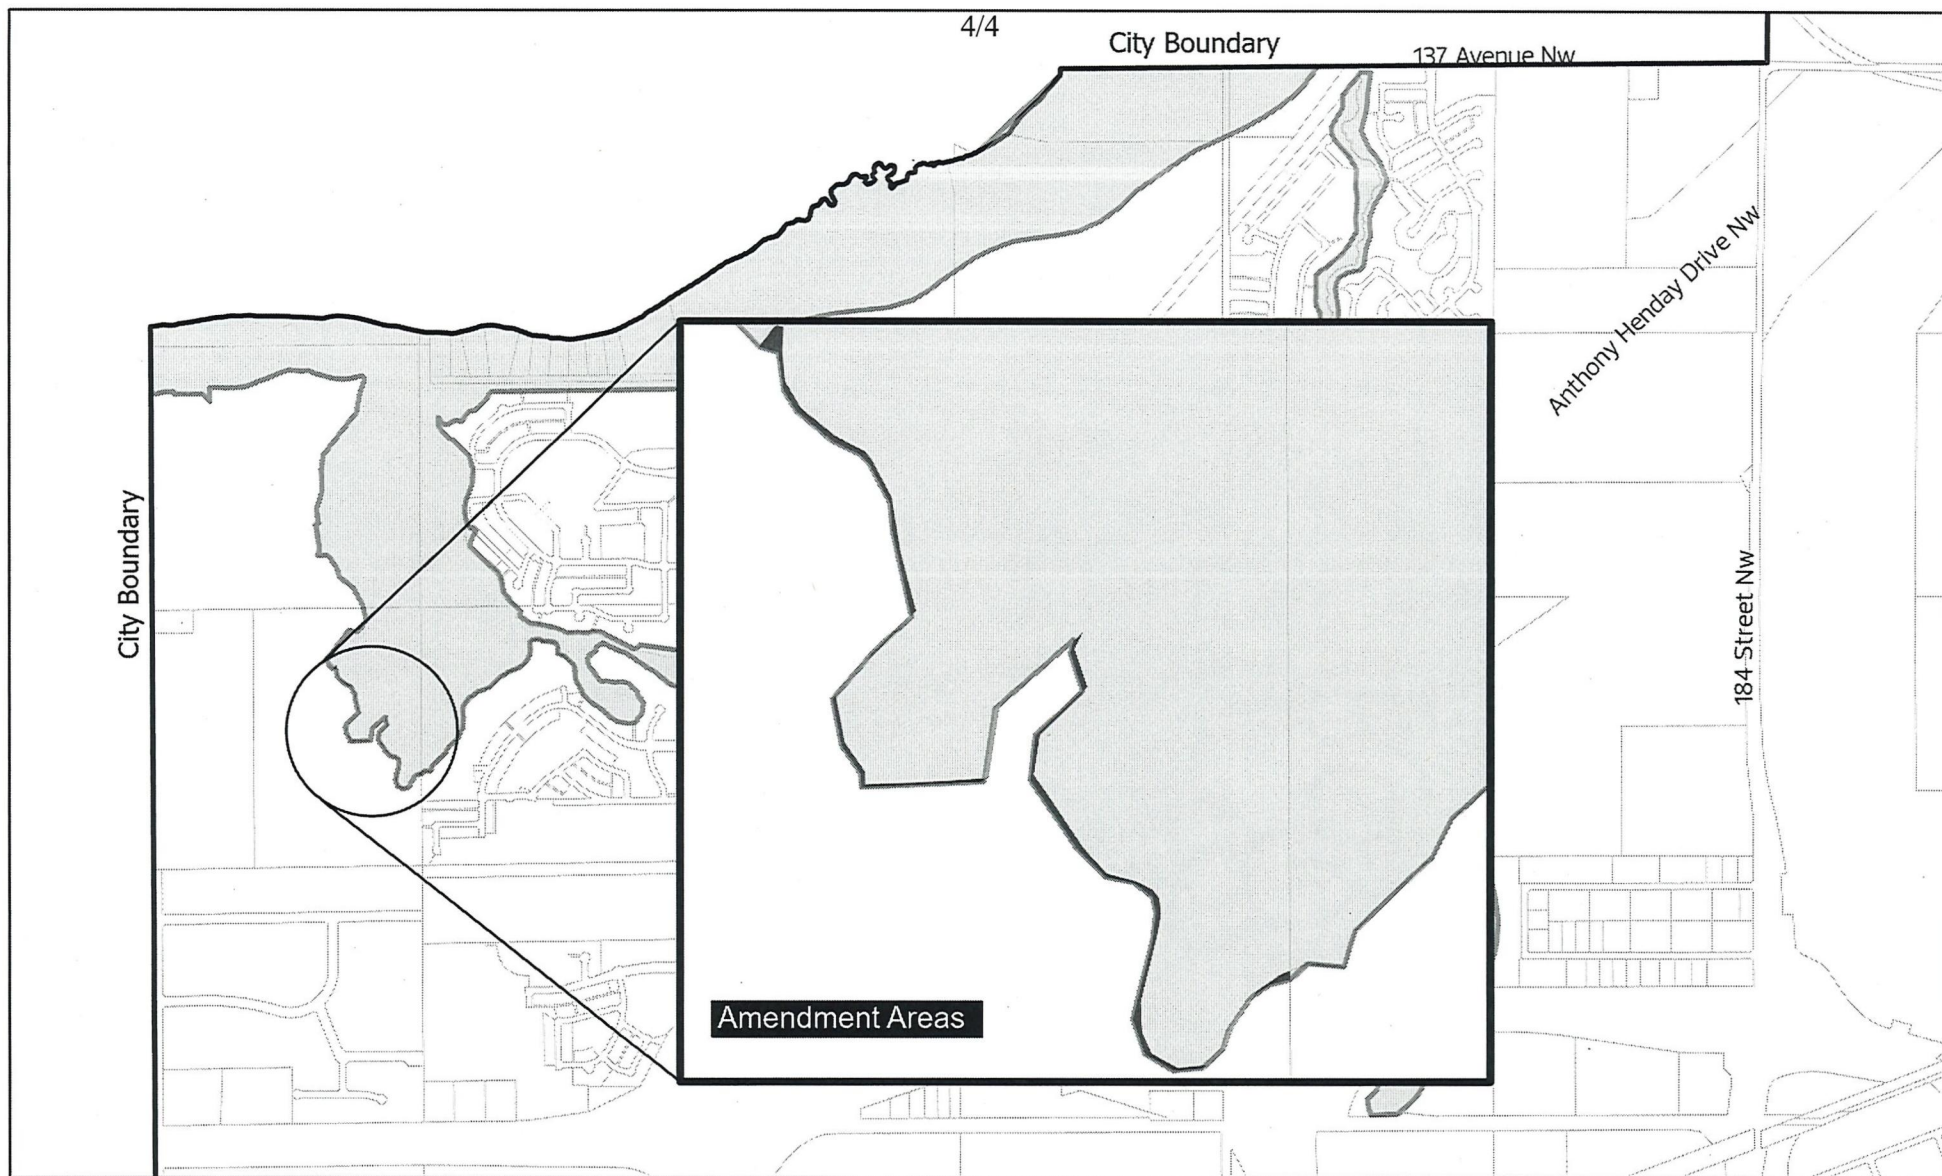 4/4
City Boundary
137 Avenue Nw
Anthony Henday Drive Nw
City Boundary
184 Street Nw
Amendment Areas